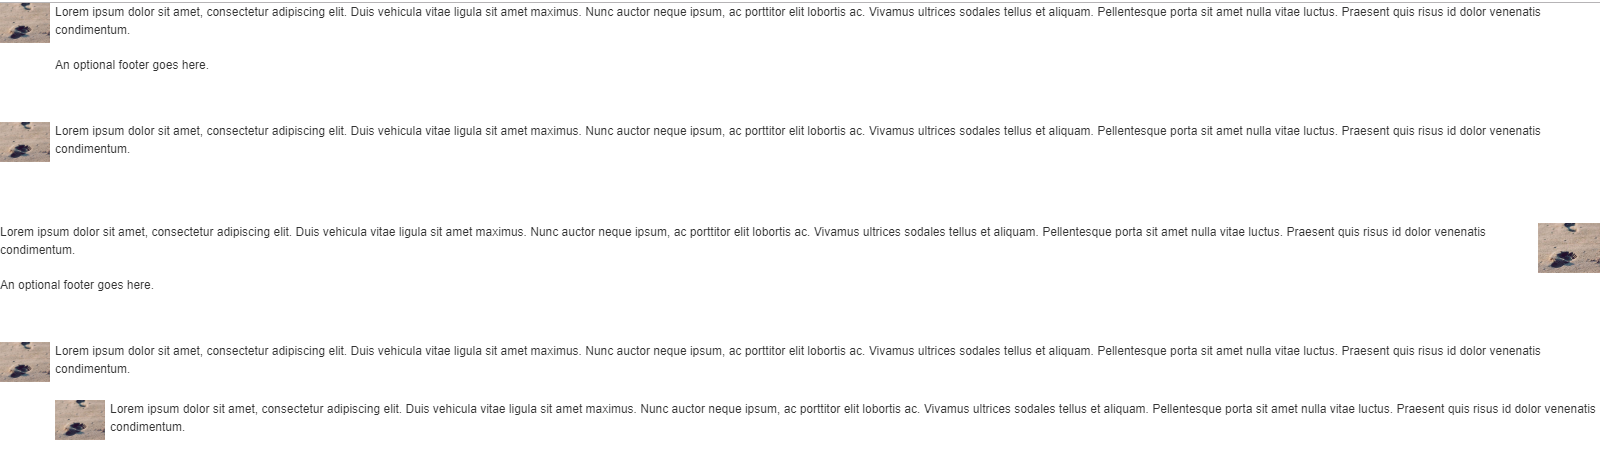 Lorem ipsum dolor sit amet, consectetur adipiscing elit. Duis vehicula vitae ligula sit amet maximus. Nunc auctor neque ipsum, ac porttitor elit lobortis ac. Vivamus ultrices sodales tellus et aliquam. Pellentesque porta sit amet nulla vitae luctus. Praesent quis risus id dolor venenatis
condimentum.
An optional footer goes here.
Lorem ipsum dolor sit amet, consectetur adipiscing elit. Duis vehicula vitae ligula sit amet maximus. Nunc auctor neque ipsum, ac porttitor elit lobortis ac. Vivamus ultrices sodales tellus et aliquam. Pellentesque porta sit amet nulla vitae luctus. Praesent quis risus id dolor venenatis
condimentum.
Lorem ipsum dolor sit amet, consectetur adipiscing elit. Duis vehicula vitae ligula sit amet maximus. Nunc auctor neque ipsum, ac porttitor elit lobortis ac. Vivamus ultrices sodales tellus et aliquam. Pellentesque porta sit amet nulla vitae luctus. Praesent quis risus id dolor venenatis
condimentum.
An optional footer goes here.
Lorem ipsum dolor sit amet, consectetur adipiscing elit. Duis vehicula vitae ligula sit amet maximus. Nunc auctor neque ipsum, ac porttitor elit lobortis ac. Vivamus ultrices sodales tellus et aliquam. Pellentesque porta sit amet nulla vitae luctus. Praesent quis risus id dolor venenatis
condimentum.
Lorem ipsum dolor sit amet, consectetur adipiscing elit. Duis vehicula vitae ligula sit amet maximus. Nunc auctor neque ipsum, ac porttitor elit lobortis ac. Vivamus ultrices sodales tellus et aliquam. Pellentesque porta sit amet nulla vitae luctus. Praesent quis risus id dolor venenatis
condimentum.